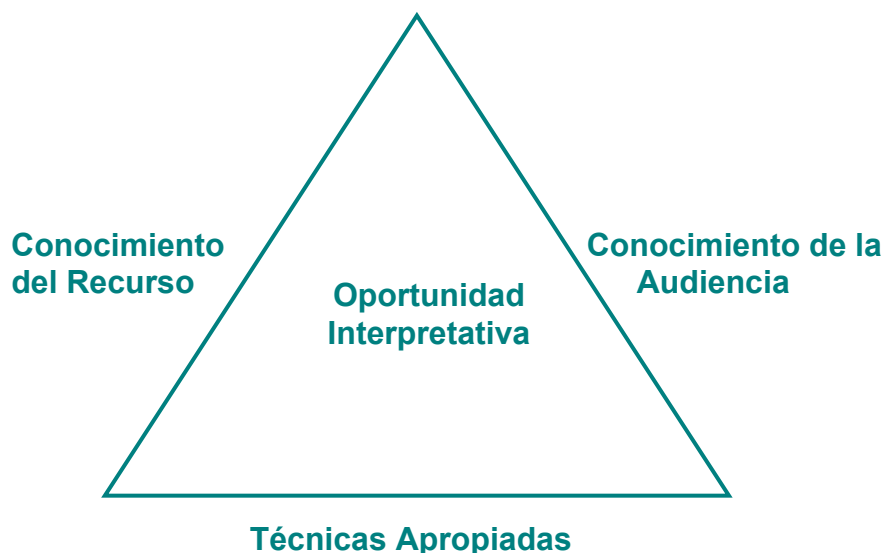 Conocimiento
del Recurso
Conocimiento de la
Audiencia
Oportunidad
Interpretativa
Técnicas Apropiadas